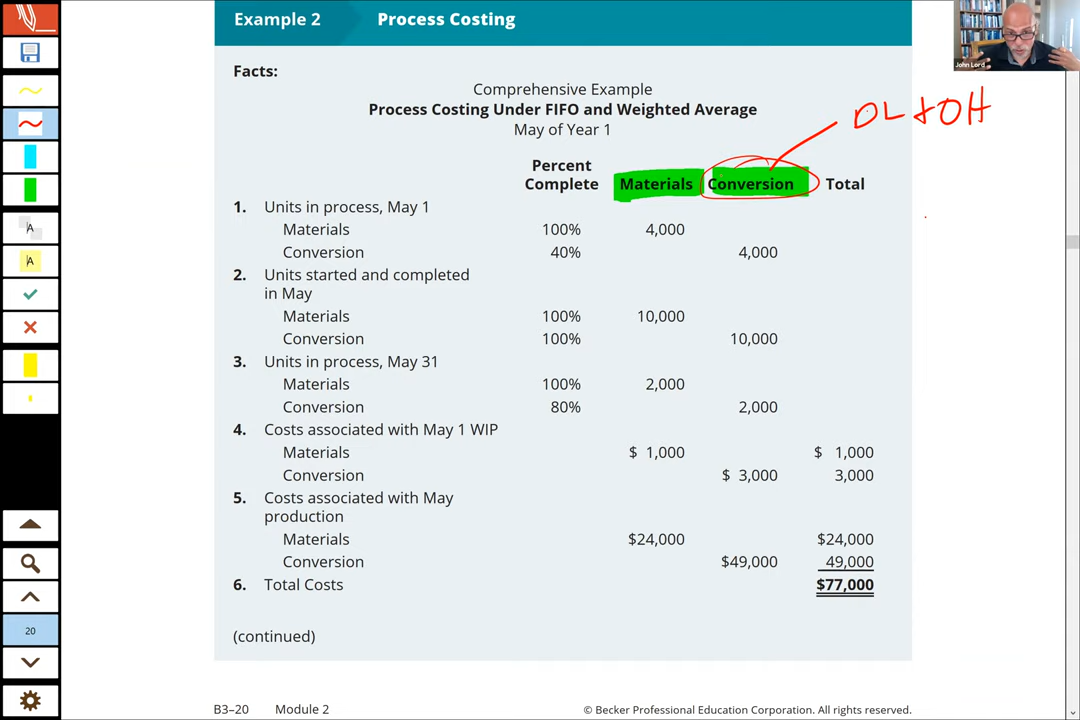 Example 2 Process Costing
John Lord
Facts:
Comprehensive Example
Process Costing Under FIFO and Weighted Average
May of Year 1
DL + OH
Percent
Complete Materials Conversion Total
1. Units in process, May 1
Materials 100% 4,000
Conversion 40% 4,000
2. Units started and completed
in May
Materials 100% 10,000
Conversion 100% 10,000
3. Units in process, May 31
Materials 100% 2,000
Conversion 80% 2,000
4. Costs associated with May 1 WIP
Materials $ 1,000 $ 1,000
Conversion $ 3,000 3,000
5. Costs associated with May
production
Materials $24,000 $24,000
Conversion $49,000 49,000
6. Total Costs $77,000
(continued)
B3–20 Module 2 © Becker Professional Education Corporation. All rights reserved.
A
A
20